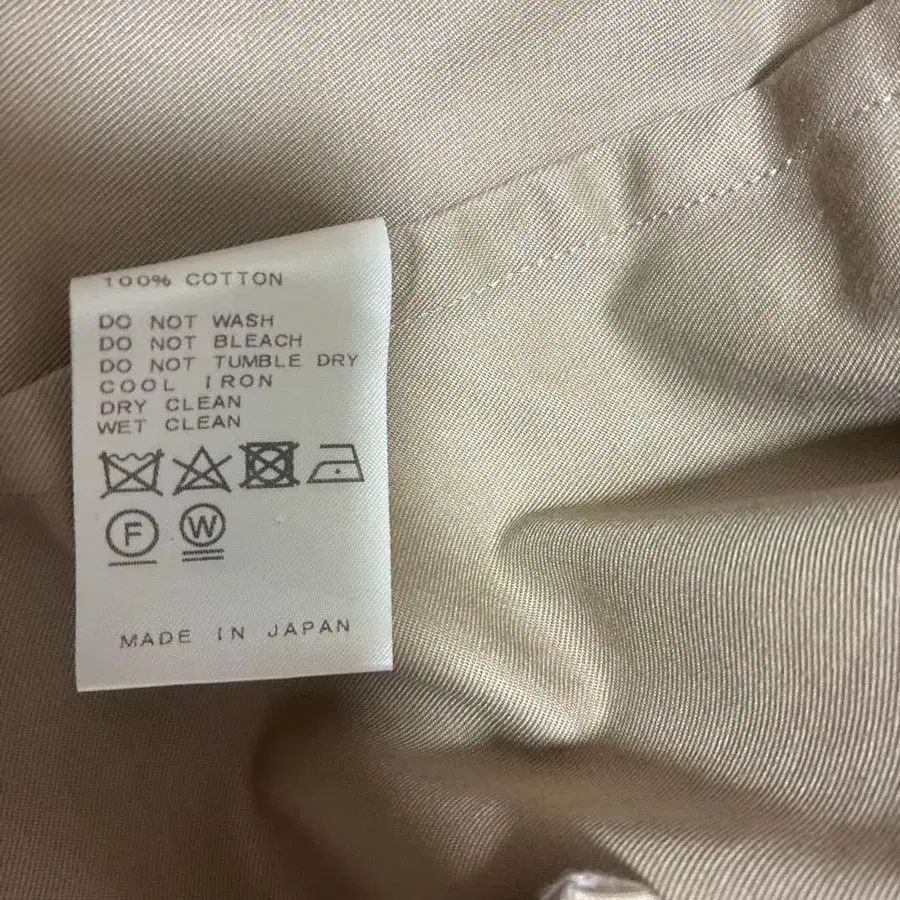 100% COTTON
DO NOT WASH
DO NOT BLEACH
DO NOT TUMBLE DRY
COOL IRON
DRY CLEAN
WET CLEAN
F W
MADE IN JAPAN